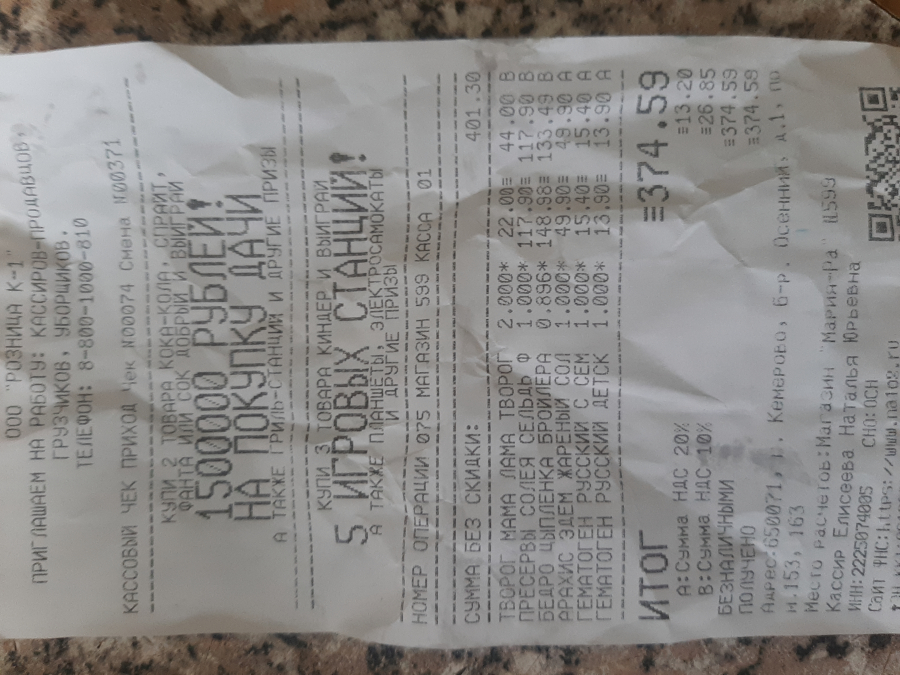 ООО "РОЗНИЦА К-1"
ПРИГЛАШАЕМ НА РАБОТУ: КАССИРОВ-ПРОДАВЦОВ,
ГРУЗЧИКОВ, УБОРЩИКОВ.
ТЕЛЕФОН: 8-800-1000-810
КАССОВЫЙ ЧЕК ПРИХОД Чек №00074 Смена №00371
КУПИ 2 ТОВАРА КОКА-КОЛА, СПРАЙТ,
ФАНТА ИЛИ СОК ДОБРЫЙ И ВЫИГРАЙ
1500000 РУБЛЕЙ!
НА ПОКУПКУ ДАЧИ
А ТАКЖЕ ГРИЛЬ-СТАНЦИИ И ДРУГИЕ ПРИЗЫ
КУПИ 3 ТОВАРА КИНДЕР И ВЫИГРАЙ
5 ИГРОВЫХ СТАНЦИЙ!
А ТАКЖЕ ПЛАНШЕТЫ, ЭЛЕКТРОСАМОКАТЫ
И ДРУГИЕ ПРИЗЫ
НОМЕР ОПЕРАЦИИ 075 МАГАЗИН 599 КАССА 01
СУММА БЕЗ СКИДКИ: 401.30
ТВОРОГ МАМА ЛАМА ТВОРОГ 2.000* 22.00≡ 44.00 В
ПРЕСЕРВЫ СОЛЕЯ СЕЛЬДЬ Ф 1.000* 117.90≡ 117.90 В
БЕДРО ЦЫПЛЕНКА БРОЙЛЕРА 0.896* 148.98≡ 133.49 В
АРАХИС ЭДЕМ ЖАРЕНЫЙ СОЛ 1.000* 49.90≡ 49.90 А
ГЕМАТОГЕН РУССКИЙ С СЕМ 1.000* 15.40≡ 15.40 А
ГЕМАТОГЕН РУССКИЙ ДЕТСК 1.000* 13.90≡ 13.90 А
ИТОГ ≡374.59
А:Сумма НДС 20% ≡13.20
В:Сумма НДС 10% ≡26.85
БЕЗНАЛИЧНЫМИ ≡374.59
ПОЛУЧЕНО ≡374.59
Адрес:650071, г. Кемерово, б-р. Осенний, д.1, по
м.153, 163
Место расчетов:Магазин "Мария-Ра" №599
Кассир Елисеева Наталья Юрьевна
ИНН:2225074005 СНО:ОСН
Сайт ФНС:https://www.nalog.ru